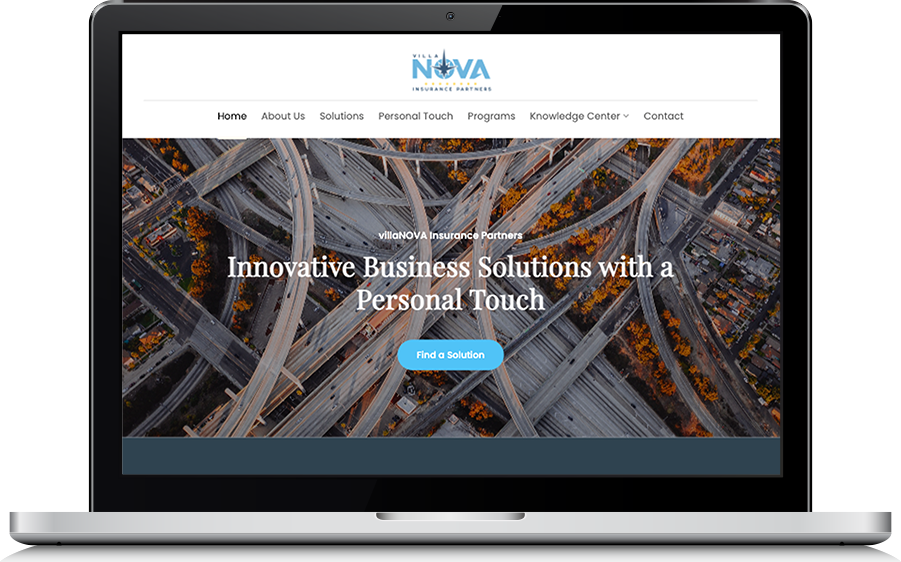 VILLA
NOVA
INSURANCE PARTNERS
Home About Us Solutions Personal Touch Programs Knowledge Center Contact
villaNOVA Insurance Partners
Innovative Business Solutions with a
Personal Touch
Find a Solution